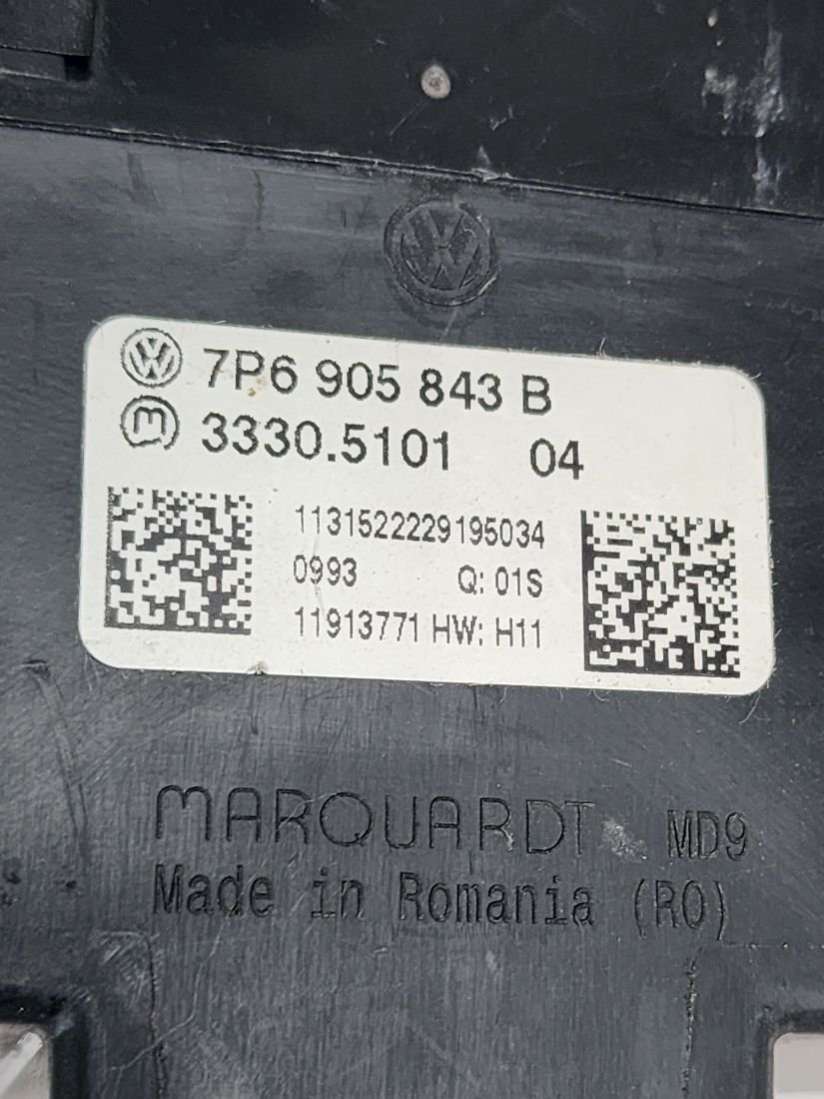 7P6 905 843 B
3330.5101 04
1131522229195034
0993 Q: 01S
11913771 HW: H11
MARQUARDT MD9
Made in Romania (RO)